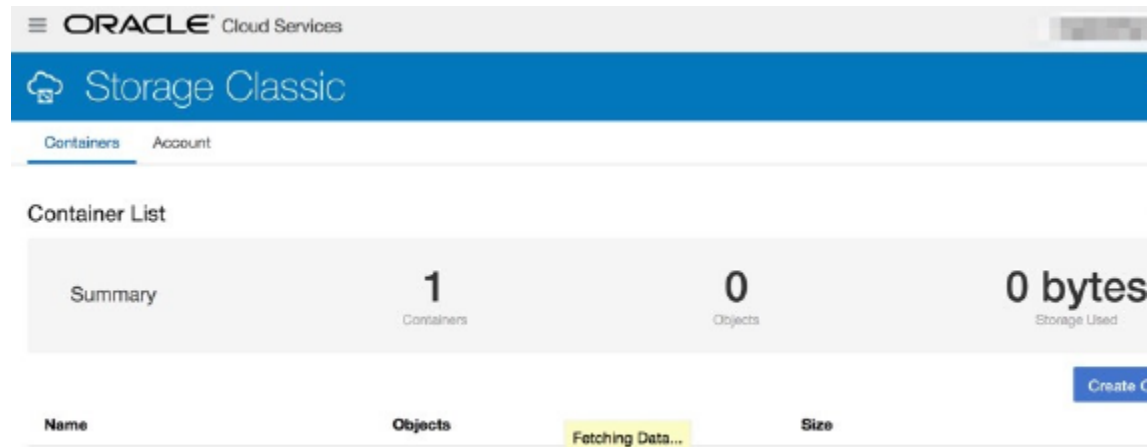 ORACLE Cloud Services
Storage Classic
Containers Account
Container List
Summary 1 0 0 bytes
Containers Objects Storage Used
Create
Name Objects Size
Fetching Data...